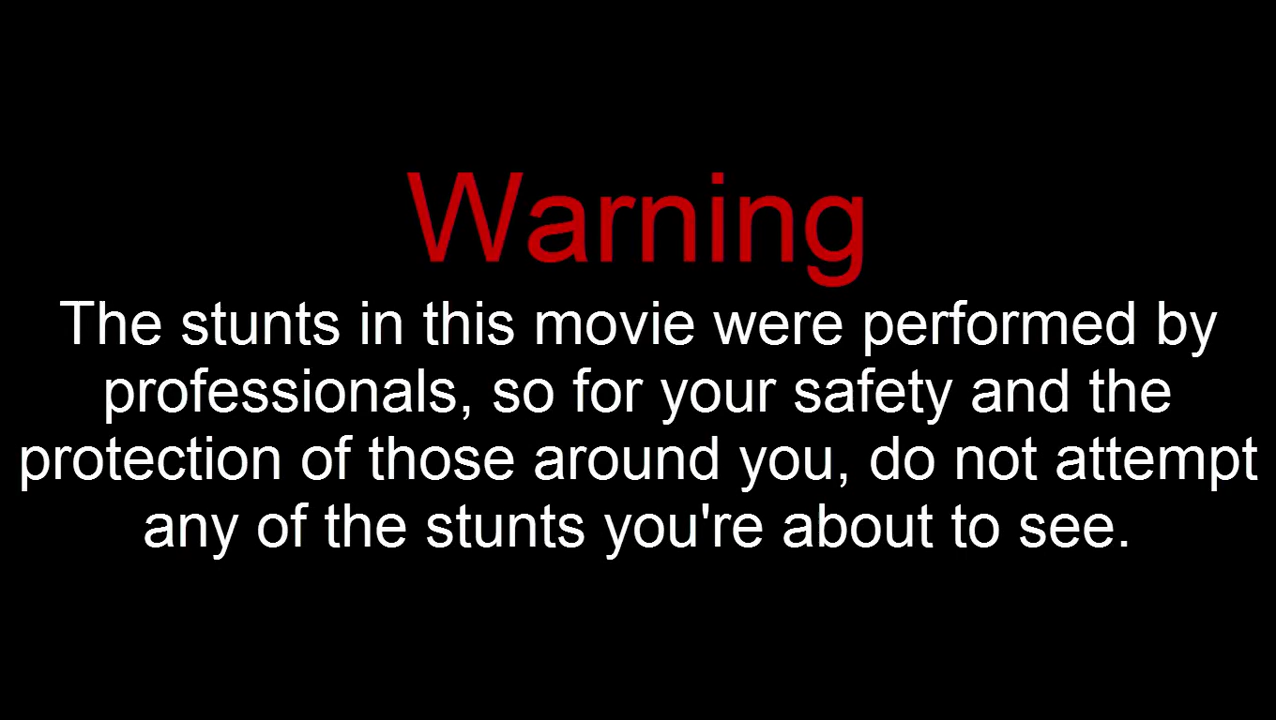 Warning
The stunts in this movie were performed by
professionals, so for your safety and the
protection of those around you, do not attempt
any of the stunts you're about to see.